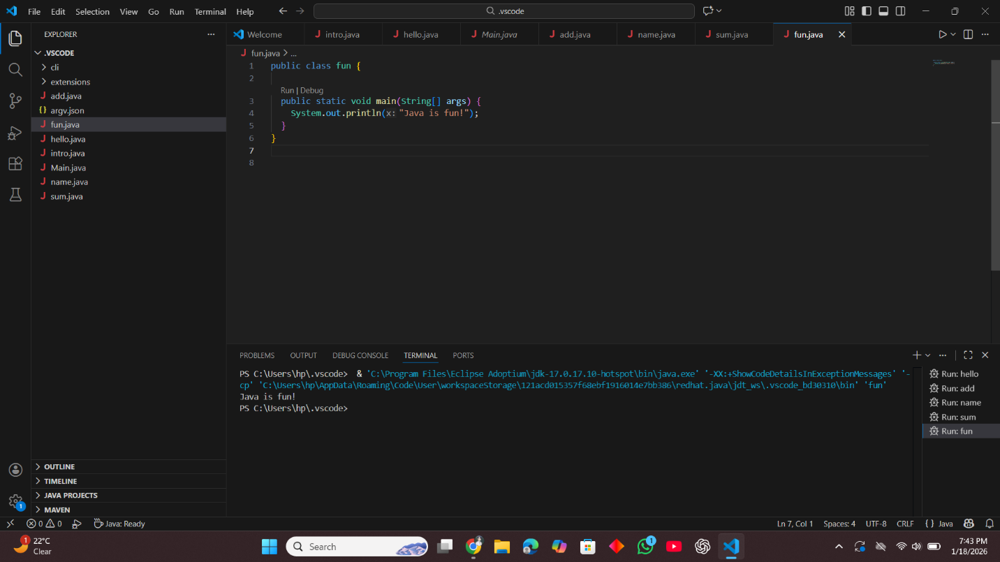 File Edit Selection View Go Run Terminal Help
.vscode
EXPLORER
.VSCODE
cli
extensions
add.java
argv.json
fun.java
hello.java
intro.java
Main.java
name.java
sum.java
OUTLINE
TIMELINE
JAVA PROJECTS
MAVEN
Welcome intro.java hello.java Main.java add.java name.java sum.java fun.java
fun.java > ...
1 public class fun {
2
Run | Debug
3 public static void main(String[] args) {
4 System.out.println(x: "Java is fun!");
5 }
6 }
7
8
PROBLEMS OUTPUT DEBUG CONSOLE TERMINAL PORTS
PS C:\Users\hp\.vscode> & 'C:\Program Files\Eclipse Adoptium\jdk-17.0.17.10-hotspot\bin\java.exe' '-XX:+ShowCodeDetailsInExceptionMessages' '-
cp' 'C:\Users\hp\AppData\Roaming\Code\User\workspaceStorage\121acd015357f68ebf1916014e7bb386\redhat.java\jdt_ws\.vscode_bd30310\bin' 'fun'
Java is fun!
PS C:\Users\hp\.vscode>
Run: hello
Run: add
Run: name
Run: sum
Run: fun
1
0 0 Java: Ready
Ln 7, Col 1 Spaces: 4 UTF-8 CRLF {} Java
1 22°C
Clear
Search
1
7:43 PM
1/18/2026